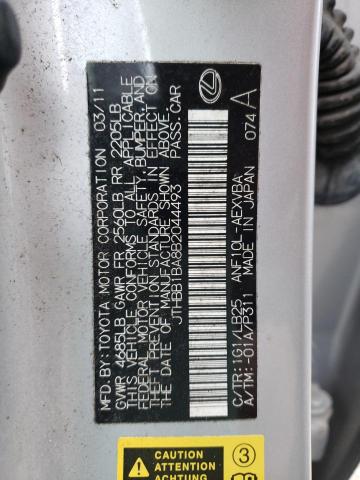 MFD. BY: TOYOTA MOTOR CORPORATION 03/11
GVWR 4685LB GAWR FR 2560LB RR 2205LB
THIS VEHICLE CONFORMS TO ALL APPLICABLE
FEDERAL MOTOR VEHICLE SAFETY, BUMPER, AND
THEFT PREVENTION STANDARDS IN EFFECT ON
THE DATE OF MANUFACTURE SHOWN ABOVE.
JTHBB1BA8B2044493 PASS.CAR
C/TR: 1G1/LB25 ANF10L-AEXVBA 074 A
A/TM: -01A/P311 MADE IN JAPAN
CAUTION
ATTENTION
3